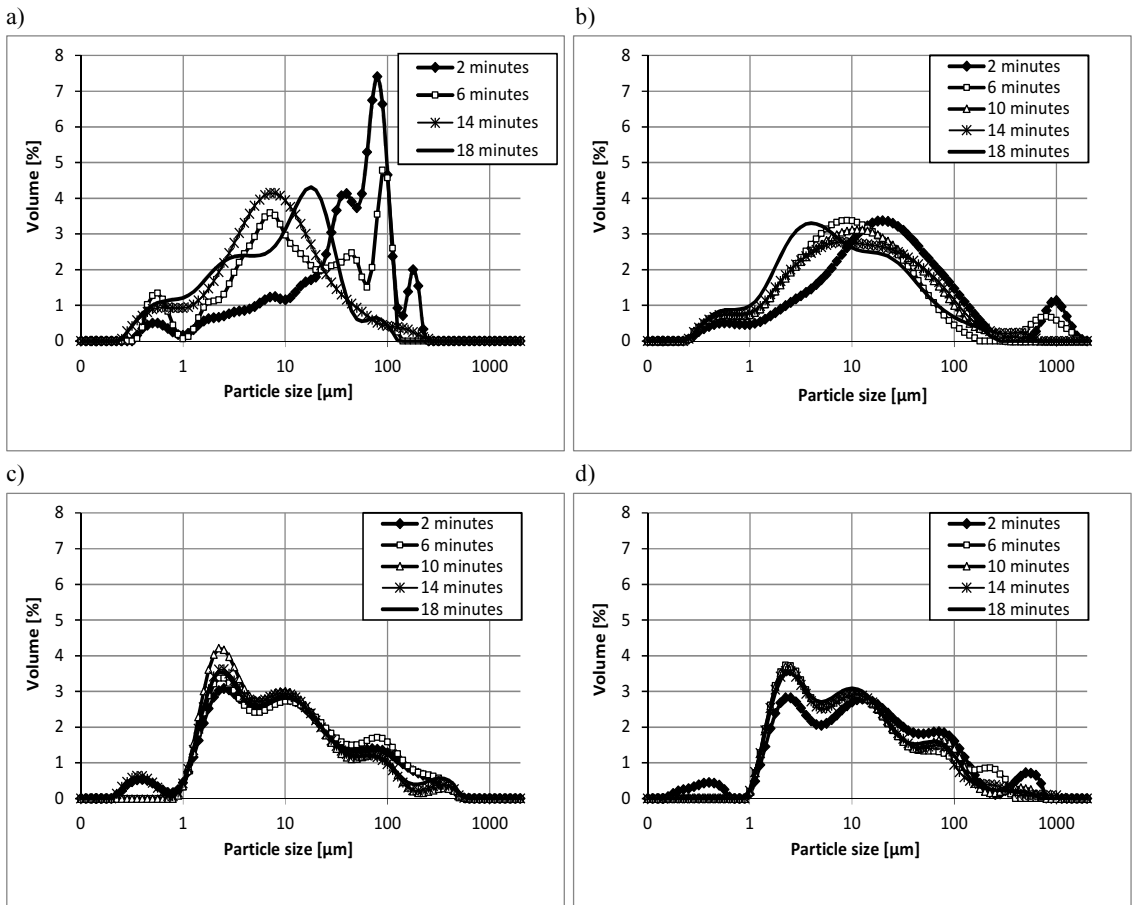 a)
8
7
6
5
4
3
2
1
0
Volume [%]
0 1 10 100 1000
Particle size [µm]
2 minutes
6 minutes
14 minutes
18 minutes
b)
8
7
6
5
4
3
2
1
0
Volume [%]
0 1 10 100 1000
Particle size [µm]
2 minutes
6 minutes
10 minutes
14 minutes
18 minutes
c)
8
7
6
5
4
3
2
1
0
Volume [%]
0 1 10 100 1000
Particle size [µm]
2 minutes
6 minutes
10 minutes
14 minutes
18 minutes
d)
8
7
6
5
4
3
2
1
0
Volume [%]
0 1 10 100 1000
Particle size [µm]
2 minutes
6 minutes
10 minutes
14 minutes
18 minutes